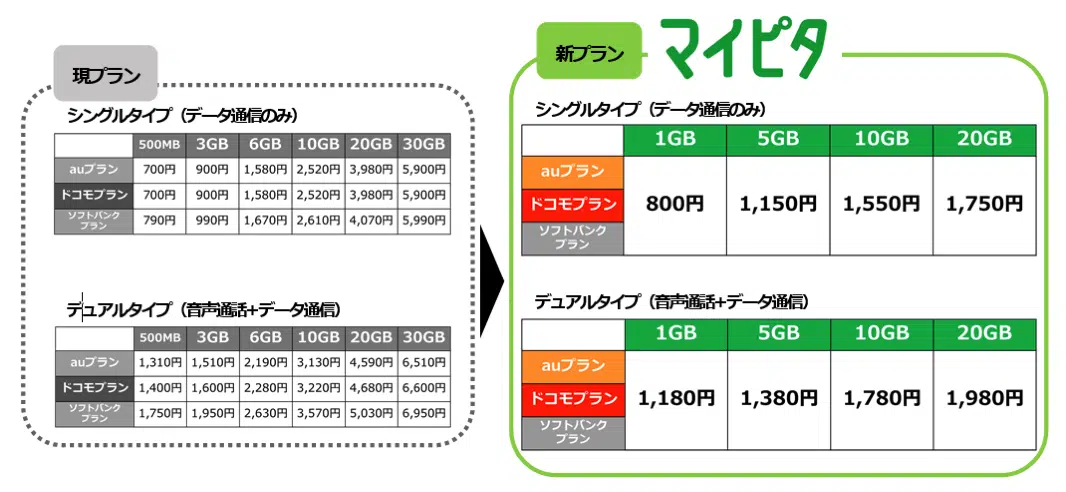 現プラン
シングルタイプ（データ通信のみ）
500MB 3GB 6GB 10GB 20GB 30GB
auプラン 700円 900円 1,580円 2,520円 3,980円 5,900円
ドコモプラン 700円 900円 1,580円 2,520円 3,980円 5,900円
ソフトバンク
プラン 790円 990円 1,670円 2,610円 4,070円 5,990円
デュアルタイプ（音声通話+データ通信）
500MB 3GB 6GB 10GB 20GB 30GB
auプラン 1,310円 1,510円 2,190円 3,130円 4,590円 6,510円
ドコモプラン 1,400円 1,600円 2,280円 3,220円 4,680円 6,600円
ソフトバンク
プラン 1,750円 1,950円 2,630円 3,570円 5,030円 6,950円
新プラン マイピタ
シングルタイプ（データ通信のみ）
1GB 5GB 10GB 20GB
auプラン
ドコモプラン 800円 1,150円 1,550円 1,750円
ソフトバンク
プラン
デュアルタイプ（音声通話+データ通信）
1GB 5GB 10GB 20GB
auプラン
ドコモプラン 1,180円 1,380円 1,780円 1,980円
ソフトバンク
プラン